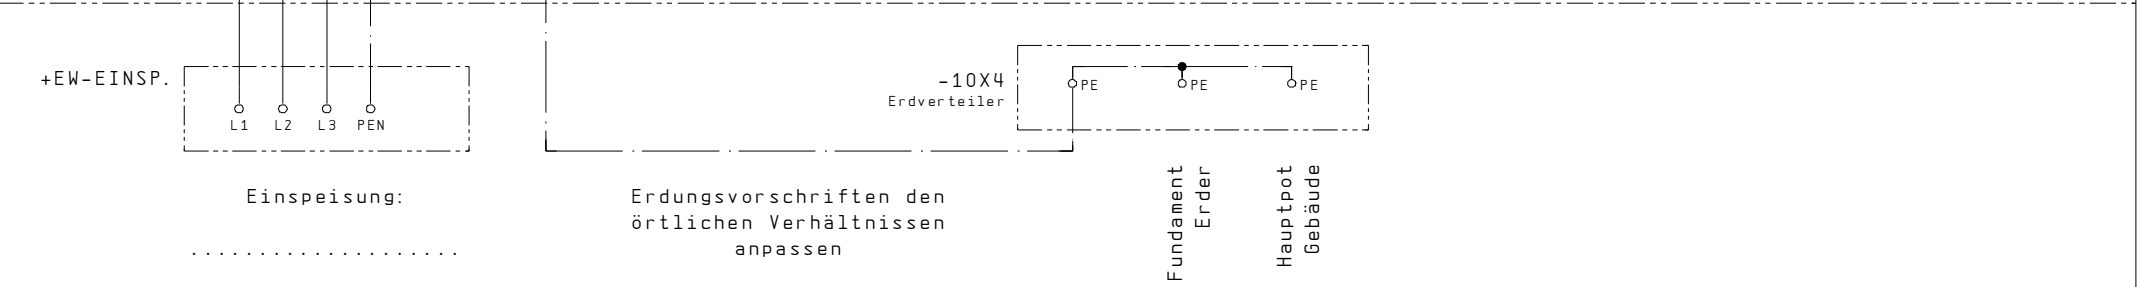 +EW-EINSP.
L1 L2 L3 PEN
Einspeisung:
....................
Erdungsvorschriften den
örtlichen Verhältnissen
anpassen
-10X4
Erdverteiler
PE PE PE
Fundament
Erder
Hauptpot
Gebäude